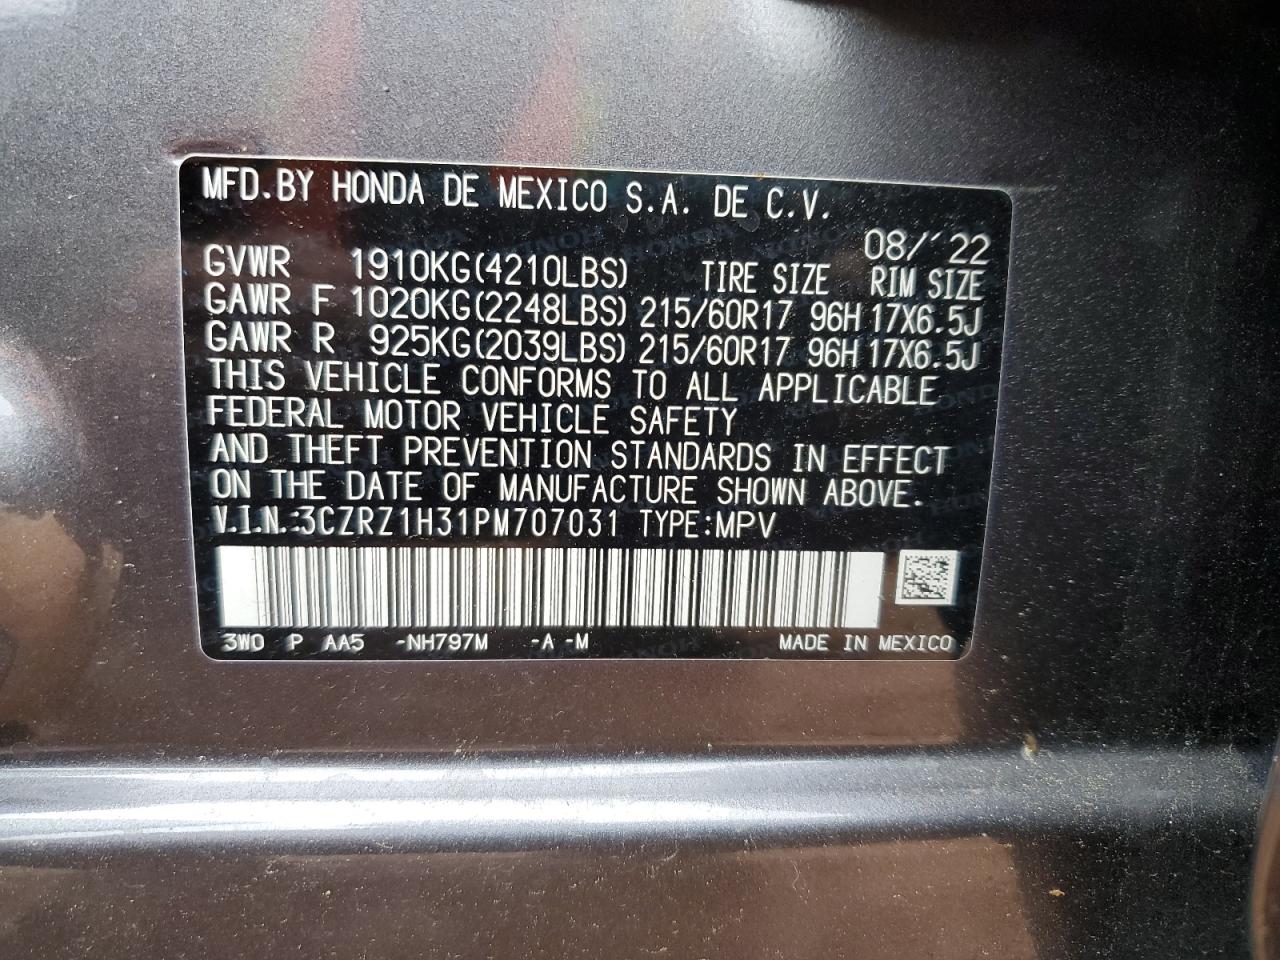 MFD.BY HONDA DE MEXICO S.A. DE C.V.
08/´22
GVWR 1910KG(4210LBS) TIRE SIZE RIM SIZE
GAWR F 1020KG(2248LBS) 215/60R17 96H 17X6.5J
GAWR R 925KG(2039LBS) 215/60R17 96H 17X6.5J
THIS VEHICLE CONFORMS TO ALL APPLICABLE
FEDERAL MOTOR VEHICLE SAFETY
AND THEFT PREVENTION STANDARDS IN EFFECT
ON THE DATE OF MANUFACTURE SHOWN ABOVE.
V.I.N.:3CZRZ1H31PM707031 TYPE:MPV
3W0 P AA5 -NH797M -A -M MADE IN MEXICO